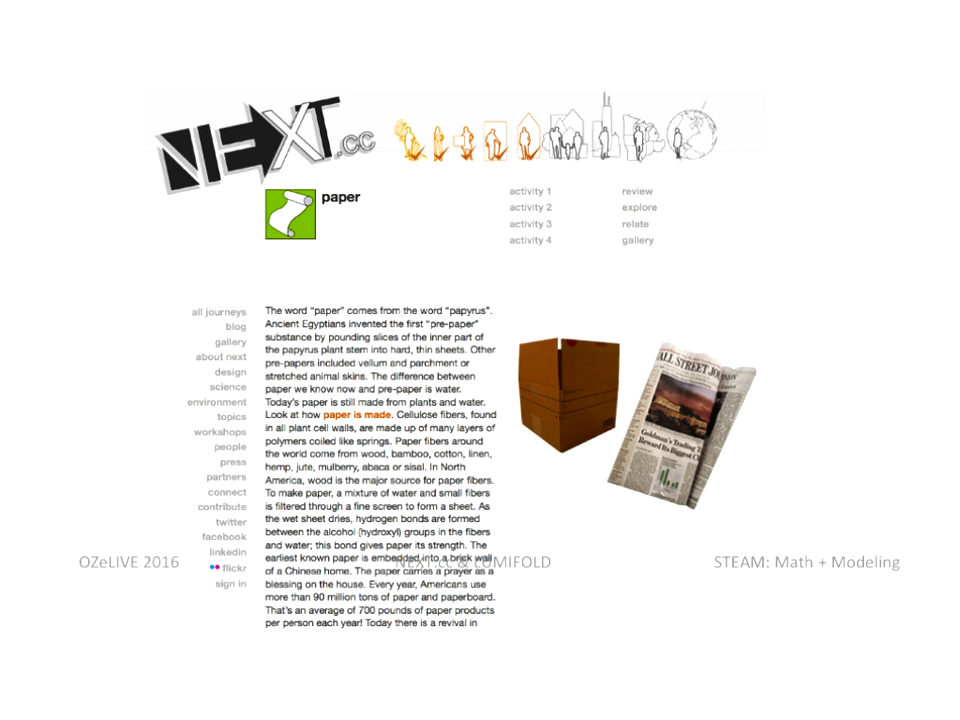 NEXT.cc
paper
activity 1
activity 2
activity 3
activity 4
review
explore
relate
gallery
all journeys
blog
gallery
about next
design
science
environment
topics
workshops
people
press
partners
connect
contribute
twitter
facebook
linkedin
flickr
sign in
The word "paper" comes from the word "papyrus".
Ancient Egyptians invented the first "pre-paper"
substance by pounding slices of the inner part of
the papyrus plant stem into hard, thin sheets. Other
pre-papers included vellum and parchment or
stretched animal skins. The difference between
paper we know now and pre-paper is water.
Today's paper is still made from plants and water.
Look at how paper is made. Cellulose fibers, found
in all plant cell walls, are made up of many layers of
polymers coiled like springs. Paper fibers around
the world come from wood, bamboo, cotton, linen,
hemp, jute, mulberry, abaca or sisal. In North
America, wood is the major source for paper fibers.
To make paper, a mixture of water and small fibers
is filtered through a fine screen to form a sheet. As
the wet sheet dries, hydrogen bonds are formed
between the alcohol (hydroxyl) groups in the fibers
and water; this bond gives paper its strength. The
earliest known paper is embedded into a brick wall
of a Chinese home. The paper carries a prayer as a
blessing on the house. Every year, Americans use
more than 90 million tons of paper and paperboard.
That's an average of 700 pounds of paper products
per person each year! Today there is a revival in
ALL STREET JO
Goldman's Trading
Reward Its Biggest
OZeLIVE 2016
NEXT.cc & LUMIFOLD
STEAM: Math + Modeling